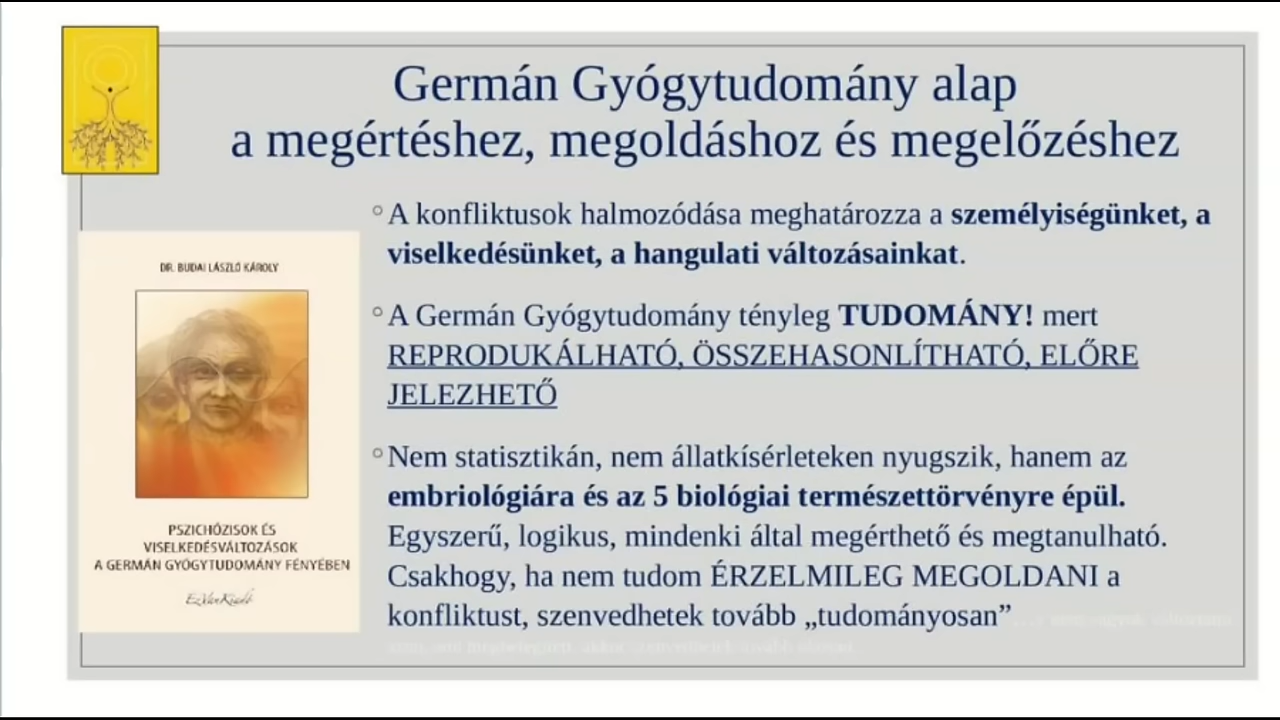 Germán Gyógytudomány alap
a megértéshez, megoldáshoz és megelőzéshez
A konfliktusok halmozódása meghatározza a személyiségünket, a
viselkedésünket, a hangulati változásainkat.
A Germán Gyógytudomány tényleg TUDOMÁNY! mert
REPRODUKÁLHATÓ, ÖSSZEHASONLÍTHATÓ, ELŐRE
JELEZHETŐ
Nem statisztikán, nem állatkísérleteken nyugszik, hanem az
embriológiára és az 5 biológiai természettörvényre épül.
Egyszerű, logikus, mindenki által megérthető és megtanulható.
Csakhogy, ha nem tudom ÉRZELMILEG MEGOLDANI a
konfliktust, szenvedhetek tovább „tudományosan”
DR. BUDAI LÁSZLÓ KÁROLY
PSZICHÓZISOK ÉS
VISELKEDÉSVÁLTOZÁSOK
A GERMÁN GYÓGYTUDOMÁNY FÉNYÉBEN
EzVanKiadó